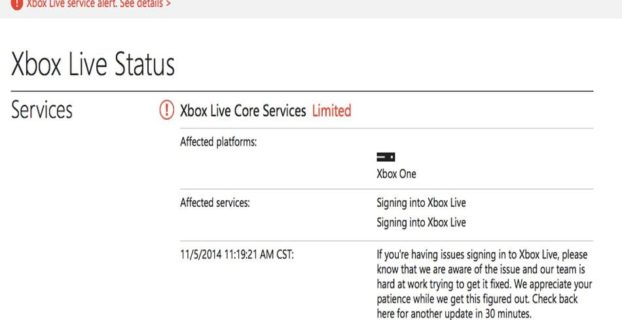 Xbox Live service alert. See details >
Xbox Live Status
Services
Xbox Live Core Services Limited
Affected platforms:
Xbox One
Affected services: Signing into Xbox Live
Signing into Xbox Live
11/5/2014 11:19:21 AM CST: If you're having issues signing in to Xbox Live, please
know that we are aware of the issue and our team is
hard at work trying to get it fixed. We appreciate your
patience while we get this figured out. Check back
here for another update in 30 minutes.